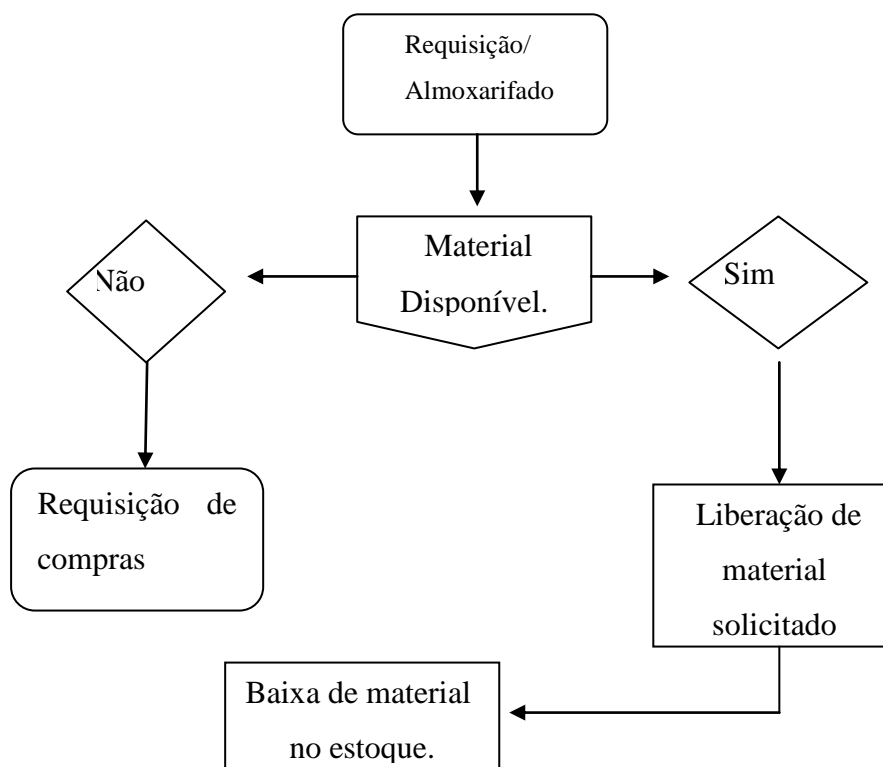 Requisição/
Almoxarifado
Material
Disponível.
Não
Sim
Requisição de
compras
Liberação de
material
solicitado
Baixa de material
no estoque.